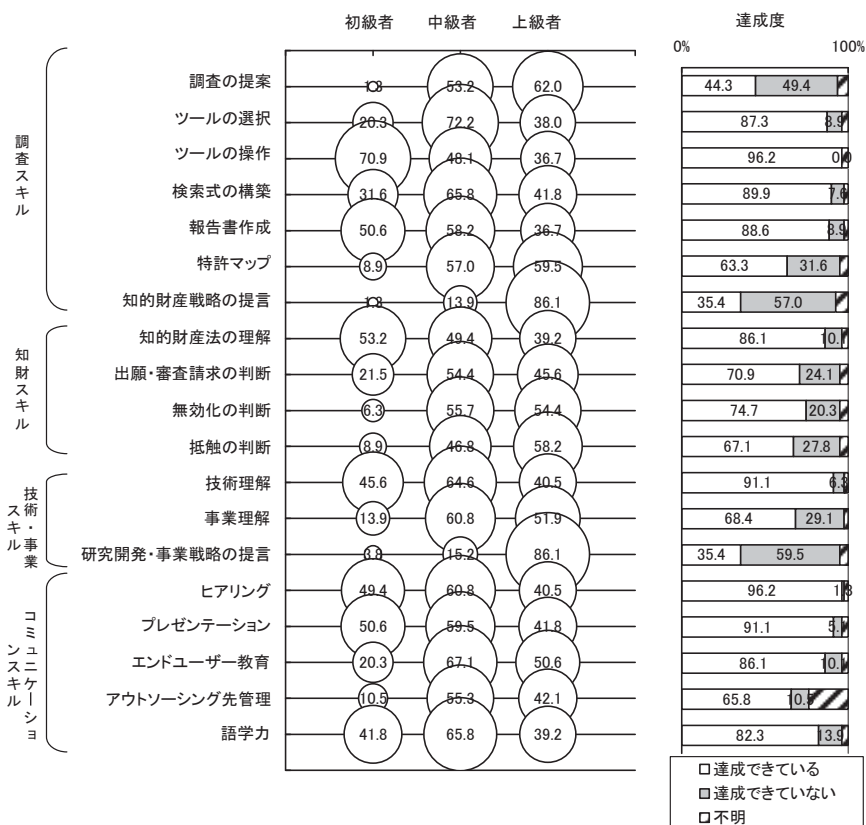 初級者 中級者 上級者 達成度
0% 100%
調査スキル
調査の提案 53.2 62.0 44.3 49.4
ツールの選択 20.3 72.2 38.0 87.3 8.9
ツールの操作 70.9 48.1 36.7 96.2
検索式の構築 31.6 65.8 41.8 89.9 7.6
報告書作成 50.6 58.2 36.7 88.6 8.9
特許マップ 8.9 57.0 59.5 63.3 31.6
知的財産戦略の提言 13.9 86.1 35.4 57.0
知財スキル
知的財産法の理解 53.2 49.4 39.2 86.1 10.
出願・審査請求の判断 21.5 54.4 45.6 70.9 24.1
無効化の判断 6.3 55.7 54.4 74.7 20.3
抵触の判断 8.9 46.8 58.2 67.1 27.8
技術・事業
スキル
技術理解 45.6 64.6 40.5 91.1 6.3
事業理解 13.9 60.8 51.9 68.4 29.1
研究開発・事業戦略の提言 3.8 15.2 86.1 35.4 59.5
コミュニケーショ
ンスキル
ヒアリング 49.4 60.8 40.5 96.2
プレゼンテーション 50.6 59.5 41.8 91.1 5.
エンドユーザー教育 20.3 67.1 50.6 86.1 10.
アウトソーシング先管理 10.5 55.3 42.1 65.8
語学力 41.8 65.8 39.2 82.3 13.9
達成できている
達成できていない
不明